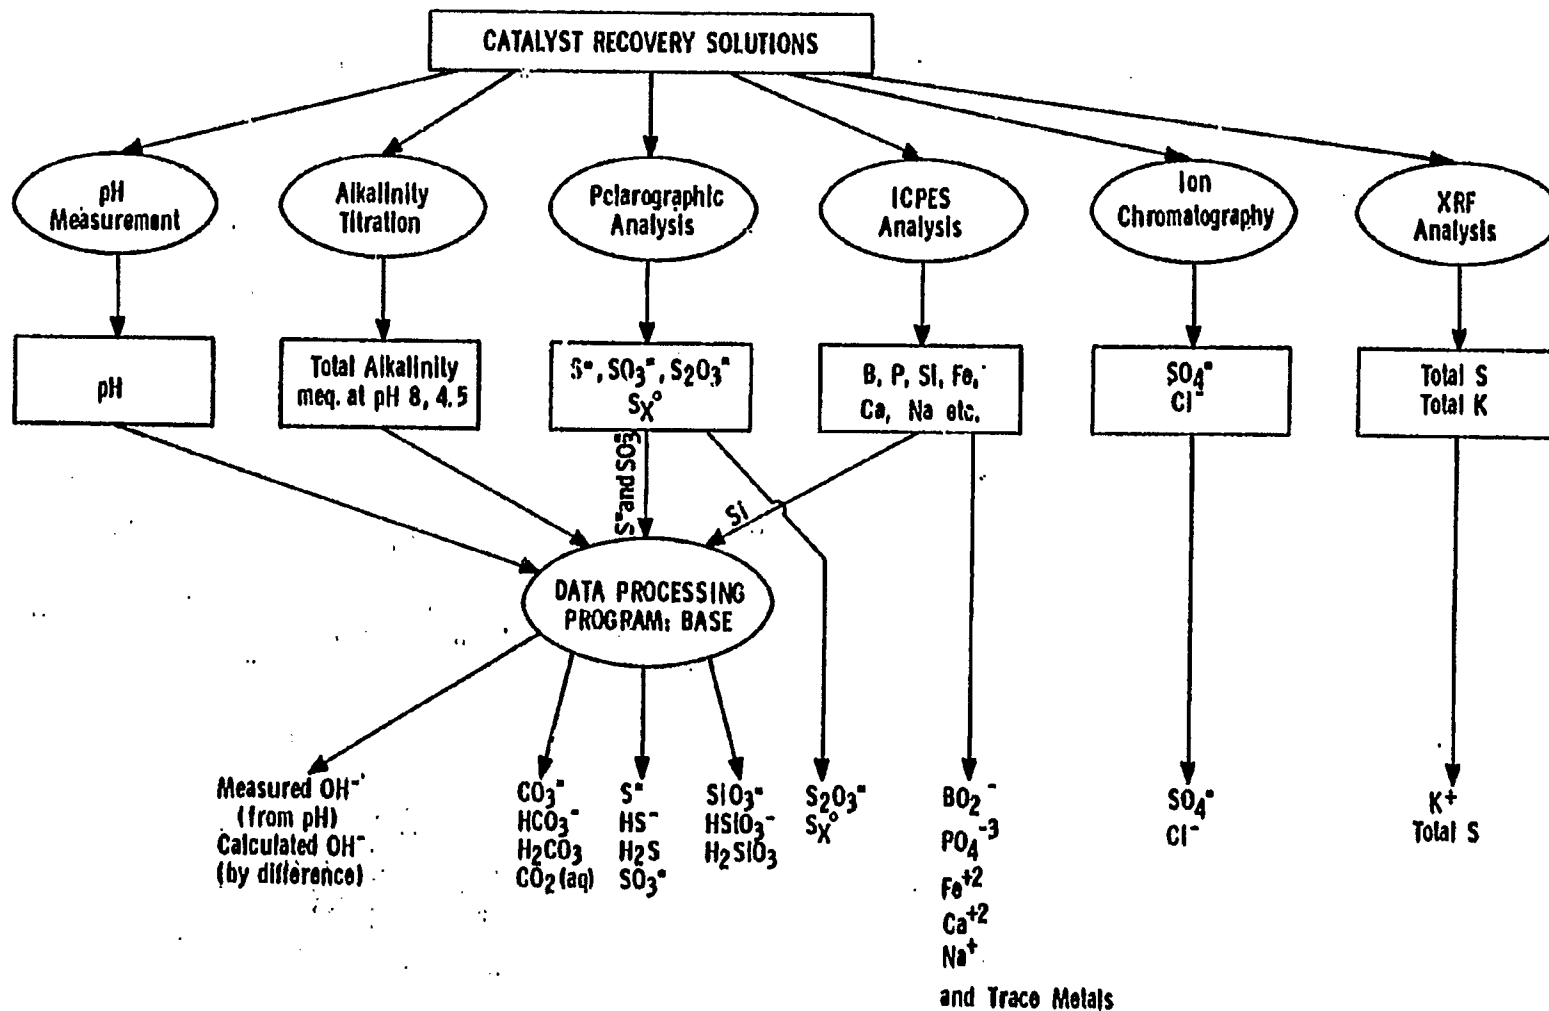 CATALYST RECOVERY SOLUTIONS
pH
Measurement
Alkalinity
Titration
Pclarographic
Analysis
ICPES
Analysis
Ion
Chromatography
XRF
Analysis
pH
Total Alkalinity
meq. at pH 8, 4.5
S⁼, SO₃⁼, S₂O₃⁼
Sₓ°
B, P, Si, Fe,
Ca, Na etc.
SO₄⁼
Cl⁻
Total S
Total K
S⁼ and SO₃⁼
Si
DATA PROCESSING
PROGRAM: BASE
Measured OH⁻
(from pH)
Calculated OH⁻
(by difference)
CO₃⁼
HCO₃⁻
H₂CO₃
CO₂ (aq)
S⁼
HS⁻
H₂S
SO₃⁼
SiO₃⁼
HSiO₃⁻
H₂SiO₃
S₂O₃⁼
Sₓ°
BO₂⁻
PO₄⁻³
Fe⁺²
Ca⁺²
Na⁺
and Trace Metals
SO₄⁼
Cl⁻
K⁺
Total S